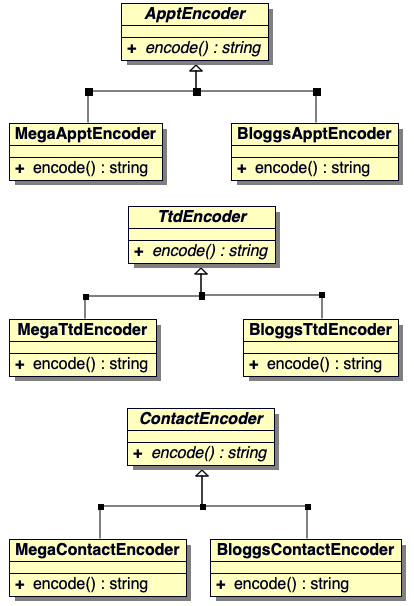 ApptEncoder
+ encode() : string
MegaApptEncoder
+ encode() : string
BloggsApptEncoder
+ encode() : string
TtdEncoder
+ encode() : string
MegaTtdEncoder
+ encode() : string
BloggsTtdEncoder
+ encode() : string
ContactEncoder
+ encode() : string
MegaContactEncoder
+ encode() : string
BloggsContactEncoder
+ encode() : string